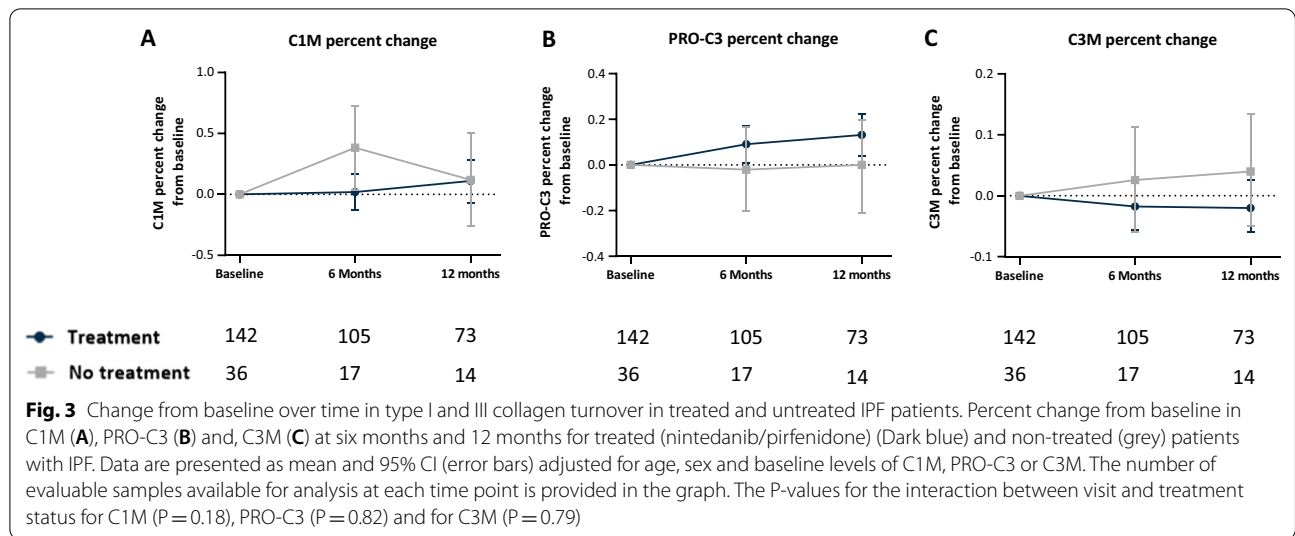 A C1M percent change
B PRO-C3 percent change
C C3M percent change
C1M percent change
from baseline
1.0
0.5
0.0
-0.5
Baseline 6 Months 12 months
PRO-C3 percent change
from baseline
0.4
0.2
0.0
-0.2
-0.4
Baseline 6 Months 12 months
C3M percent change
from baseline
0.2
0.1
0.0
-0.1
Baseline 6 Months 12 months
Treatment 142 105 73 142 105 73 142 105 73
No treatment 36 17 14 36 17 14 36 17 14
Fig. 3 Change from baseline over time in type I and III collagen turnover in treated and untreated IPF patients. Percent change from baseline in
C1M (A), PRO-C3 (B) and, C3M (C) at six months and 12 months for treated (nintedanib/pirfenidone) (Dark blue) and non-treated (grey) patients
with IPF. Data are presented as mean and 95% CI (error bars) adjusted for age, sex and baseline levels of C1M, PRO-C3 or C3M. The number of
evaluable samples available for analysis at each time point is provided in the graph. The P-values for the interaction between visit and treatment
status for C1M (P = 0.18), PRO-C3 (P = 0.82) and for C3M (P = 0.79)